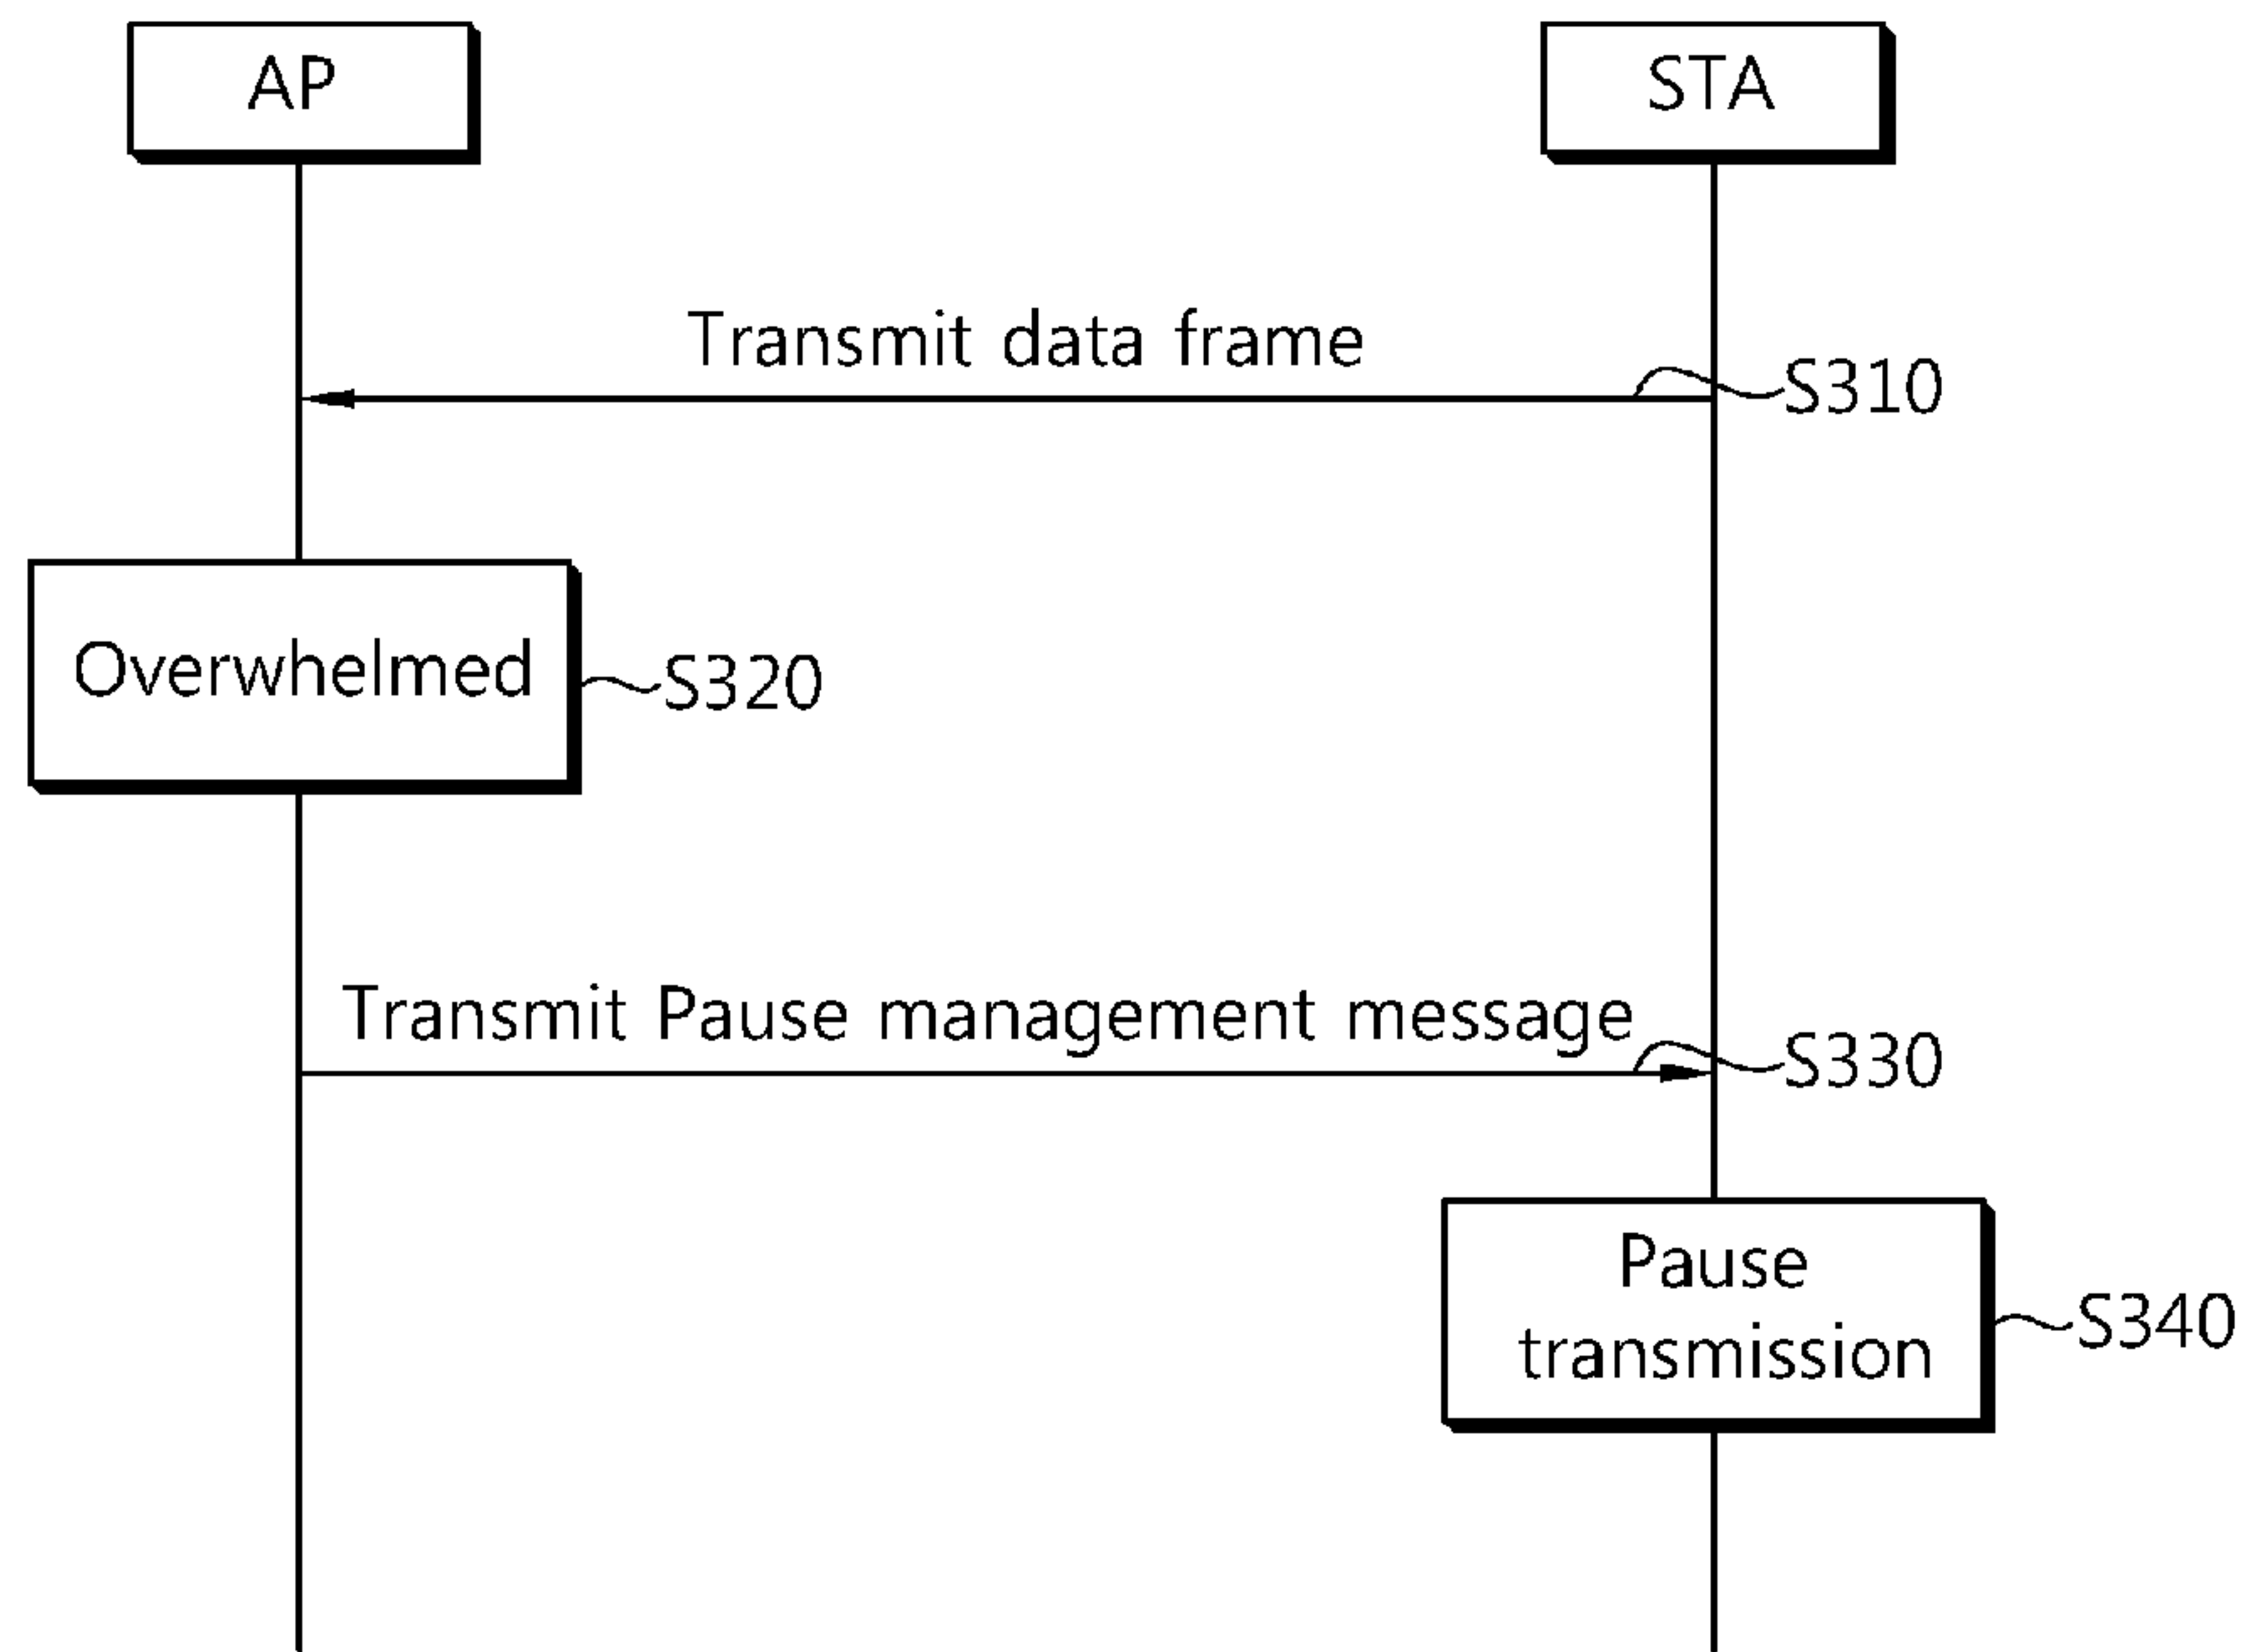 AP
STA
Transmit data frame
S310
Overwhelmed
S320
Transmit Pause management message
S330
Pause
transmission
S340